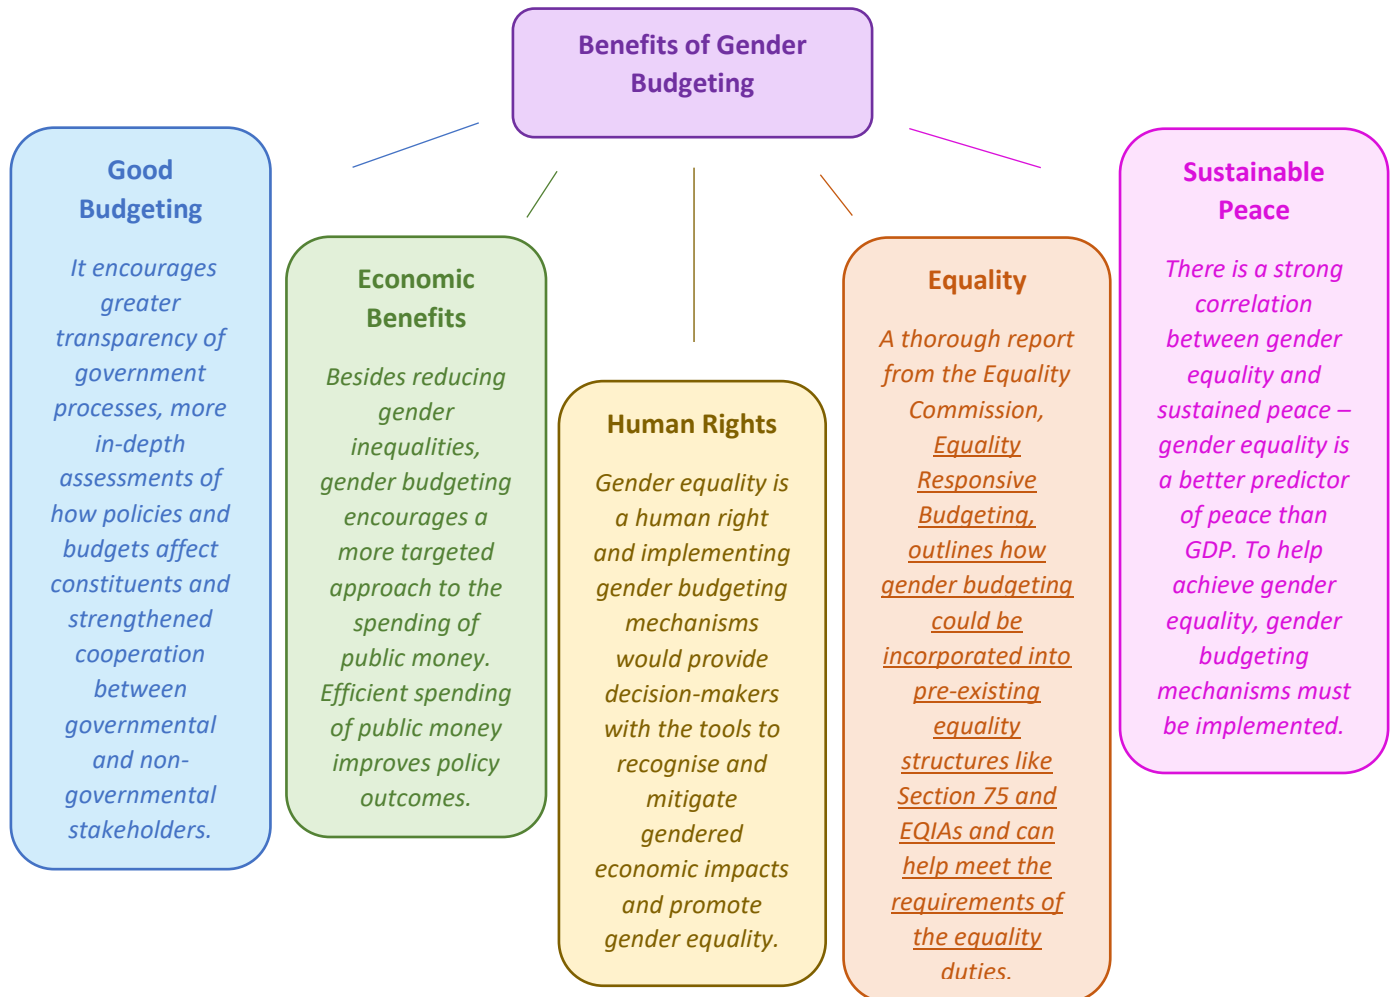 Benefits of Gender
Budgeting
Good
Budgeting
It encourages
greater
transparency of
government
processes, more
in-depth
assessments of
how policies and
budgets affect
constituents and
strengthened
cooperation
between
governmental
and non-
governmental
stakeholders.
Economic
Benefits
Besides reducing
gender
inequalities,
gender budgeting
encourages a
more targeted
approach to the
spending of
public money.
Efficient spending
of public money
improves policy
outcomes.
Human Rights
Gender equality is
a human right
and implementing
gender budgeting
mechanisms
would provide
decision-makers
with the tools to
recognise and
mitigate
gendered
economic impacts
and promote
gender equality.
Equality
A thorough report
from the Equality
Commission, Equality
Responsive
Budgeting,
outlines how
gender budgeting
could be
incorporated into
pre-existing
equality
structures like
Section 75 and
EQIAs and can
help meet the
requirements of
the equality
duties.
Sustainable
Peace
There is a strong
correlation
between gender
equality and
sustained peace –
gender equality is
a better predictor
of peace than
GDP. To help
achieve gender
equality, gender
budgeting
mechanisms must
be implemented.